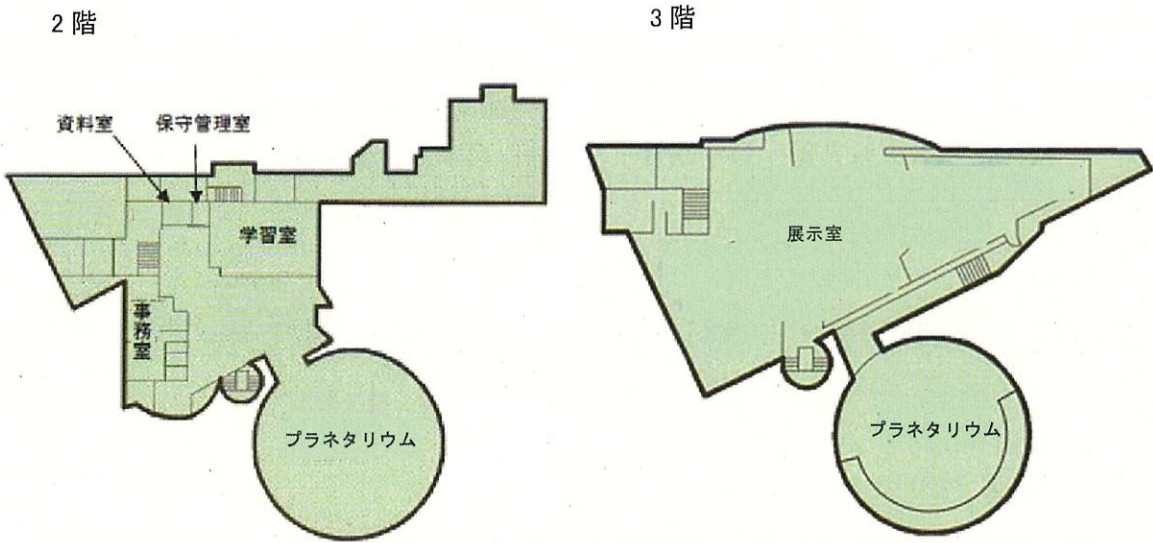 2階
3階
資料室
保守管理室
学習室
展示室
事務室
プラネタリウム
プラネタリウム